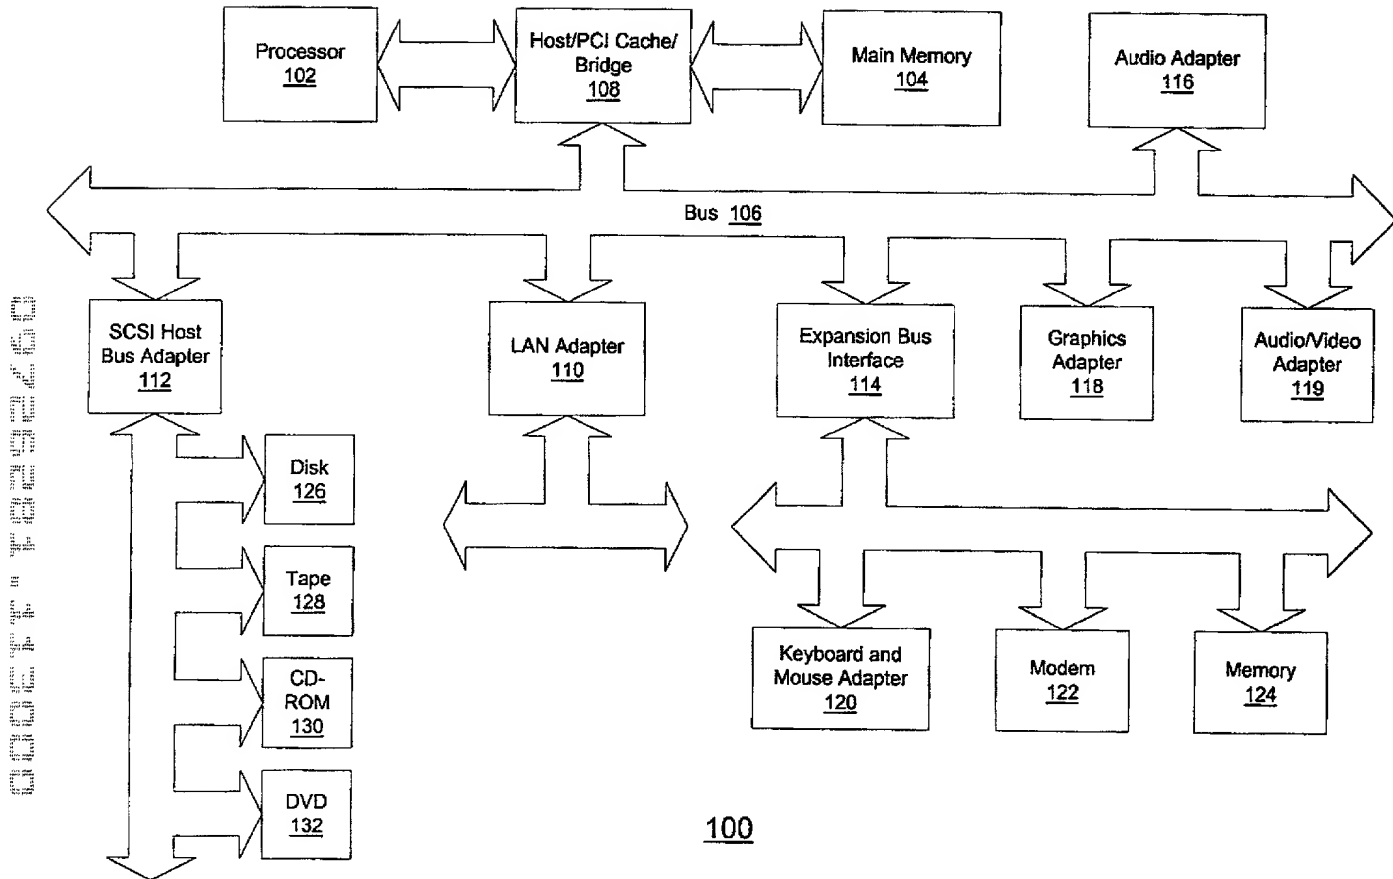 Processor
102
Host/PCI Cache/
Bridge
108
Main Memory
104
Audio Adapter
116
Bus 106
SCSI Host
Bus Adapter
112
LAN Adapter
110
Expansion Bus
Interface
114
Graphics
Adapter
118
Audio/Video
Adapter
119
Disk
126
Tape
128
CD-
ROM
130
DVD
132
Keyboard and
Mouse Adapter
120
Modem
122
Memory
124
100